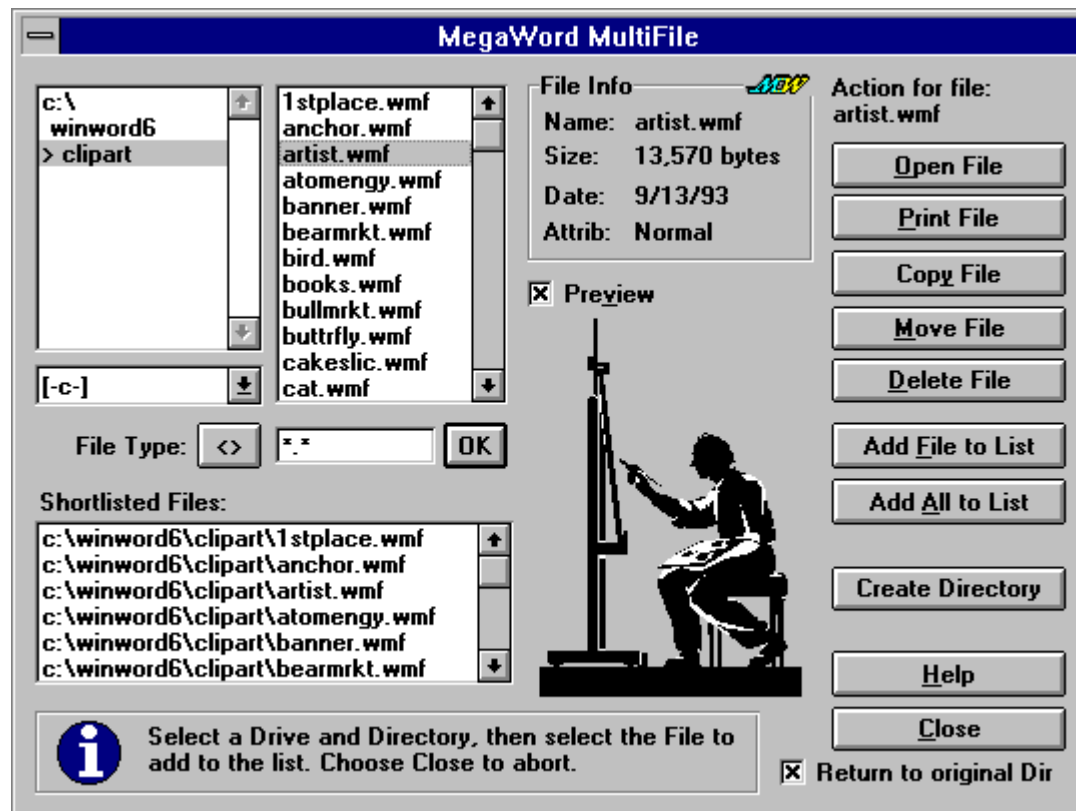 MegaWord MultiFile
c:\
winword6
> clipart
[-c-]
1stplace.wmf
anchor.wmf
artist.wmf
atomengy.wmf
banner.wmf
bearmrkt.wmf
bird.wmf
books.wmf
bullmrkt.wmf
buttrfly.wmf
cakeslic.wmf
cat.wmf
File Type: <> *.* OK
Shortlisted Files:
c:\winword6\clipart\1stplace.wmf
c:\winword6\clipart\anchor.wmf
c:\winword6\clipart\artist.wmf
c:\winword6\clipart\atomengy.wmf
c:\winword6\clipart\banner.wmf
c:\winword6\clipart\bearmrkt.wmf
File Info
Name: artist.wmf
Size: 13,570 bytes
Date: 9/13/93
Attrib: Normal
Preview
Action for file:
artist.wmf
Open File
Print File
Copy File
Move File
Delete File
Add File to List
Add All to List
Create Directory
Help
Close
Return to original Dir
Select a Drive and Directory, then select the File to
add to the list. Choose Close to abort.